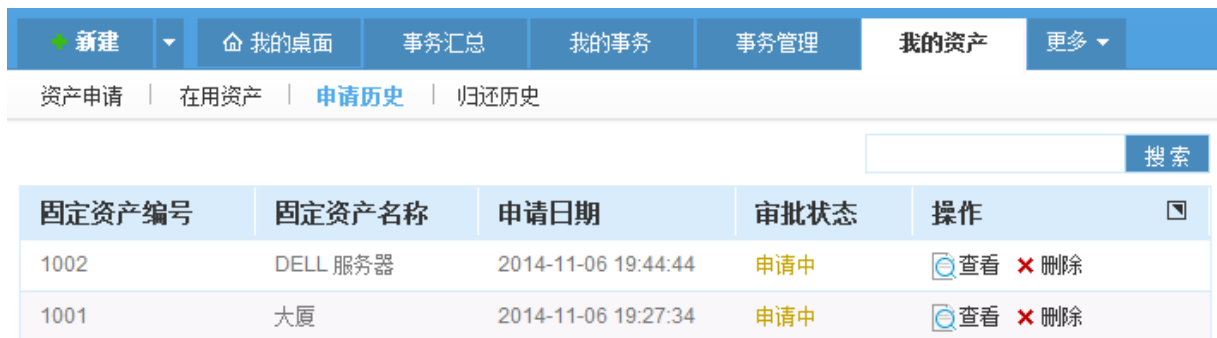 新建 我的桌面 事务汇总 我的事务 事务管理 我的资产 更多
资产申请 在用资产 申请历史 归还历史
搜索
固定资产编号 固定资产名称 申请日期 审批状态 操作
1002 DELL 服务器 2014-11-06 19:44:44 申请中 查看 删除
1001 大厦 2014-11-06 19:27:34 申请中 查看 删除